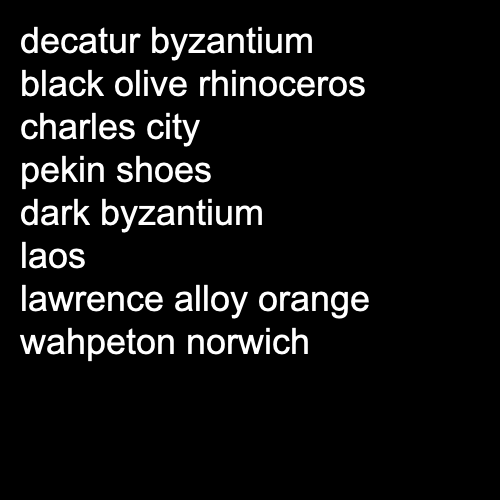 decatur byzantium
black olive rhinoceros
charles city
pekin shoes
dark byzantium
laos
lawrence alloy orange
wahpeton norwich